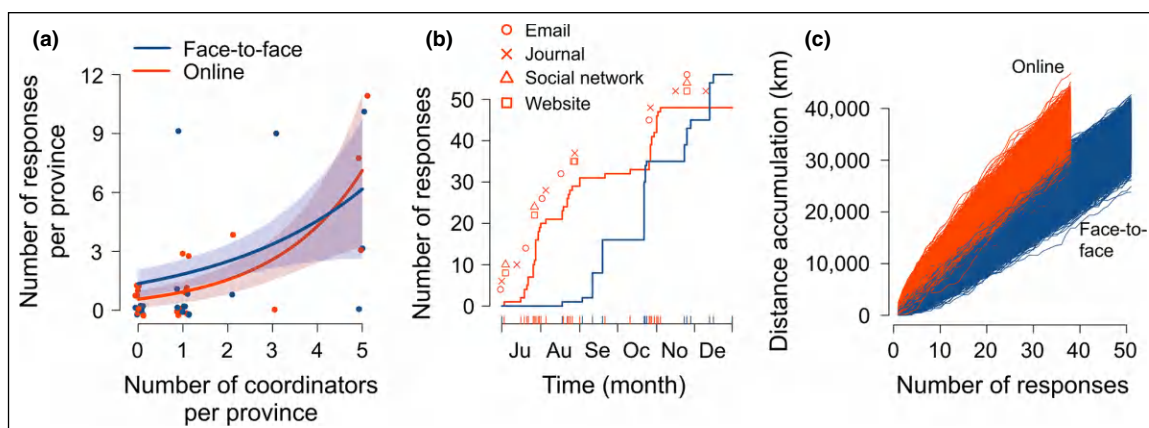 (a)
Face-to-face
Online
12
9
6
3
0
Number of responses
per province
0 1 2 3 4 5
Number of coordinators
per province
(b)
Email
Journal
Social network
Website
50
40
30
20
10
0
Number of responses
Ju Au Se Oc No De
Time (month)
(c)
Online
Face-to-
face
40,000
30,000
20,000
10,000
0
Distance accumulation (km)
0 10 20 30 40 50
Number of responses